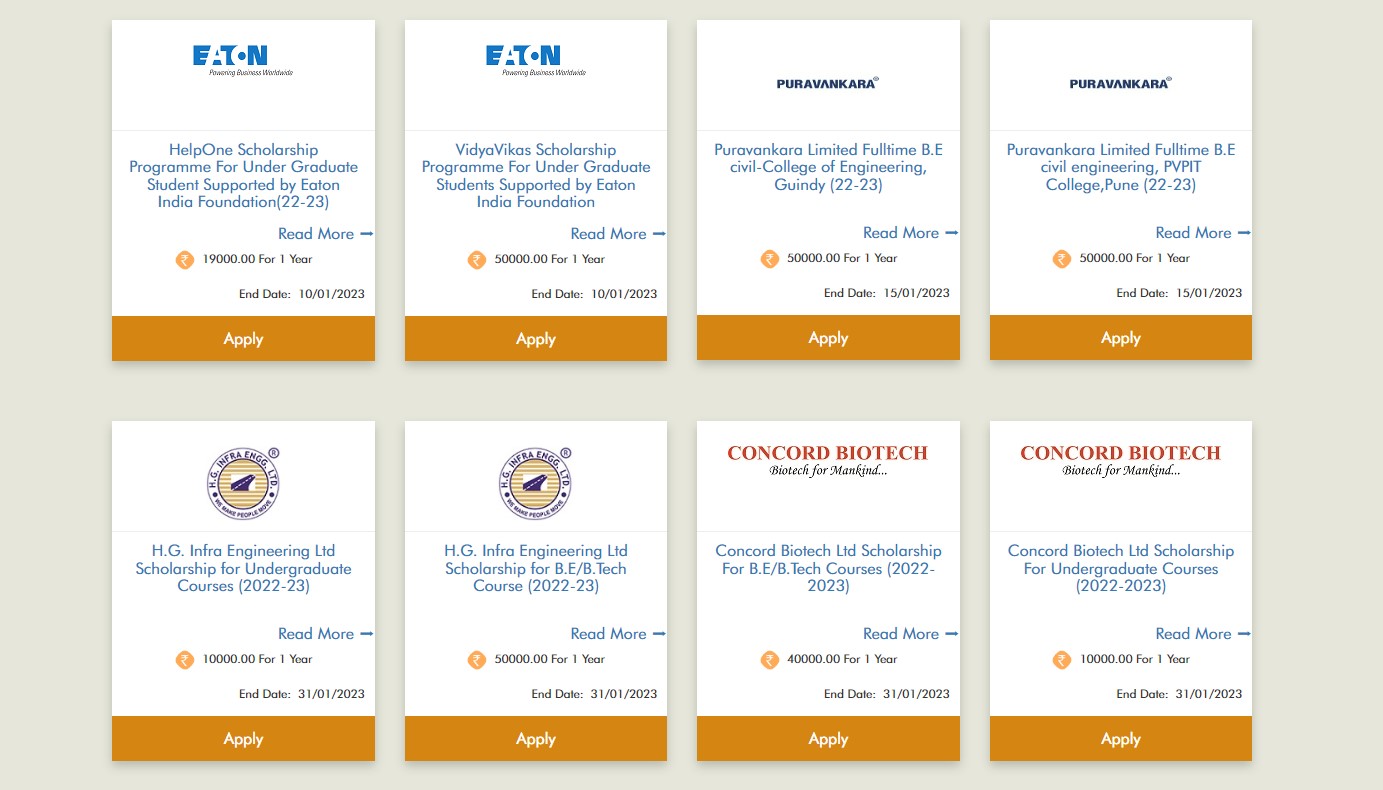 EATON
Powering Business Worldwide
HelpOne Scholarship
Programme For Under Graduate
Student Supported by Eaton
India Foundation(22-23)
Read More
₹ 19000.00 For 1 Year
End Date: 10/01/2023
Apply
EATON
Powering Business Worldwide
VidyaVikas Scholarship
Programme For Under Graduate
Students Supported by Eaton
India Foundation
Read More
₹ 50000.00 For 1 Year
End Date: 10/01/2023
Apply
PURAVANKARA®
Puravankara Limited Fulltime B.E
civil-College of Engineering,
Guindy (22-23)
Read More
₹ 50000.00 For 1 Year
End Date: 15/01/2023
Apply
PURAVANKARA®
Puravankara Limited Fulltime B.E
civil engineering, PVPIT
College,Pune (22-23)
Read More
₹ 50000.00 For 1 Year
End Date: 15/01/2023
Apply
H.G. INFRA ENGG. LTD. ®
WE MAKE PEOPLE MOVE
H.G. Infra Engineering Ltd
Scholarship for Undergraduate
Courses (2022-23)
Read More
₹ 10000.00 For 1 Year
End Date: 31/01/2023
Apply
H.G. INFRA ENGG. LTD. ®
WE MAKE PEOPLE MOVE
H.G. Infra Engineering Ltd
Scholarship for B.E/B.Tech
Course (2022-23)
Read More
₹ 50000.00 For 1 Year
End Date: 31/01/2023
Apply
CONCORD BIOTECH
Biotech for Mankind...
Concord Biotech Ltd Scholarship
For B.E/B.Tech Courses (2022-
2023)
Read More
₹ 40000.00 For 1 Year
End Date: 31/01/2023
Apply
CONCORD BIOTECH
Biotech for Mankind...
Concord Biotech Ltd Scholarship
For Undergraduate Courses
(2022-2023)
Read More
₹ 10000.00 For 1 Year
End Date: 31/01/2023
Apply